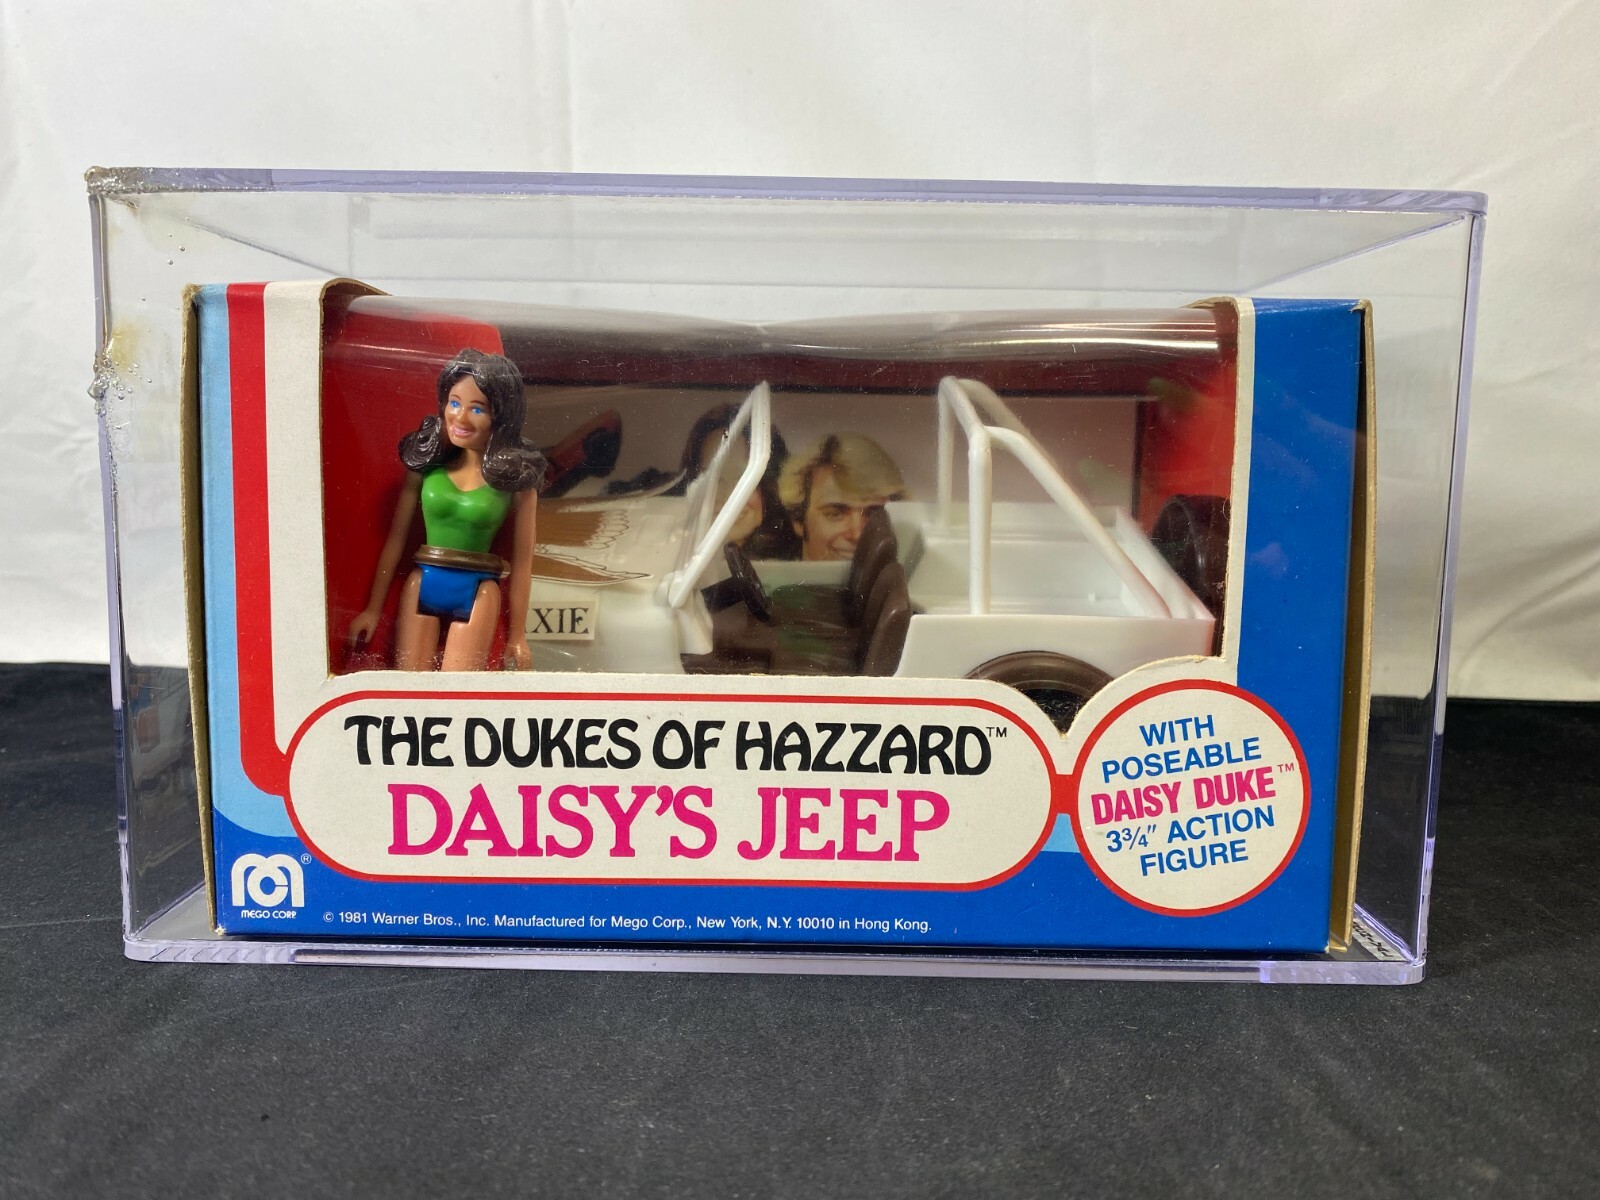 XIE
THE DUKES OF HAZZARD™
DAISY'S JEEP
WITH
POSEABLE
DAISY DUKE™
3¾" ACTION
FIGURE
®
MEGO CORP.
© 1981 Warner Bros., Inc. Manufactured for Mego Corp., New York, N.Y. 10010 in Hong Kong.